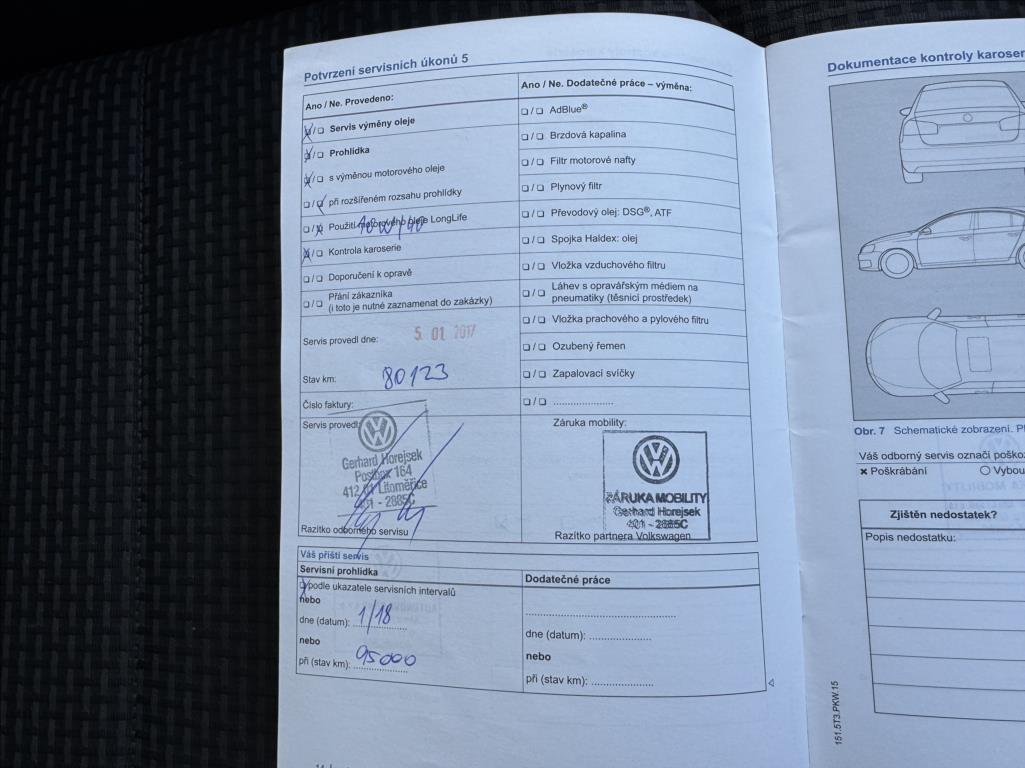 Potvrzení servisních úkonů 5
Ano / Ne. Provedeno:
Servis výměny oleje
Prohlídka
s výměnou motorového oleje
při rozšířeném rozsahu prohlídky
Použití motorového oleje LongLife
10W/40
Kontrola karoserie
Doporučení k opravě
Přání zákazníka
(i toto je nutné zaznamenat do zakázky)
Servis provedl dne: 5. 01. 2017
Stav km: 80123
Číslo faktury:
Servis provedl:
Gerhard Horejsek
Postbox 164
412 01 Litoměřice
401 - 2885C
Razítko odborného servisu
Ano / Ne. Dodatečné práce – výměna:
AdBlue®
Brzdová kapalina
Filtr motorové nafty
Plynový filtr
Převodový olej: DSG®, ATF
Spojka Haldex: olej
Vložka vzduchového filtru
Láhev s opravářským médiem na
pneumatiky (těsnicí prostředek)
Vložka prachového a pylového filtru
Ozubený řemen
Zapalovací svíčky
Záruka mobility:
ZÁRUKA MOBILITY
Gerhard Horejsek
401 - 2885C
Razítko partnera Volkswagen
Váš příští servis
Servisní prohlídka
podle ukazatele servisních intervalů
nebo
dne (datum): 1/18
nebo
při (stav km): 95000
Dodatečné práce
dne (datum):
nebo
při (stav km):
151.5T3.PKW.15
Dokumentace kontroly
Obr. 7 Schematické zobrazení.
Váš odborný servis označí
× Poškrábání
Zjištěn nedostatek?
Popis nedostatku: